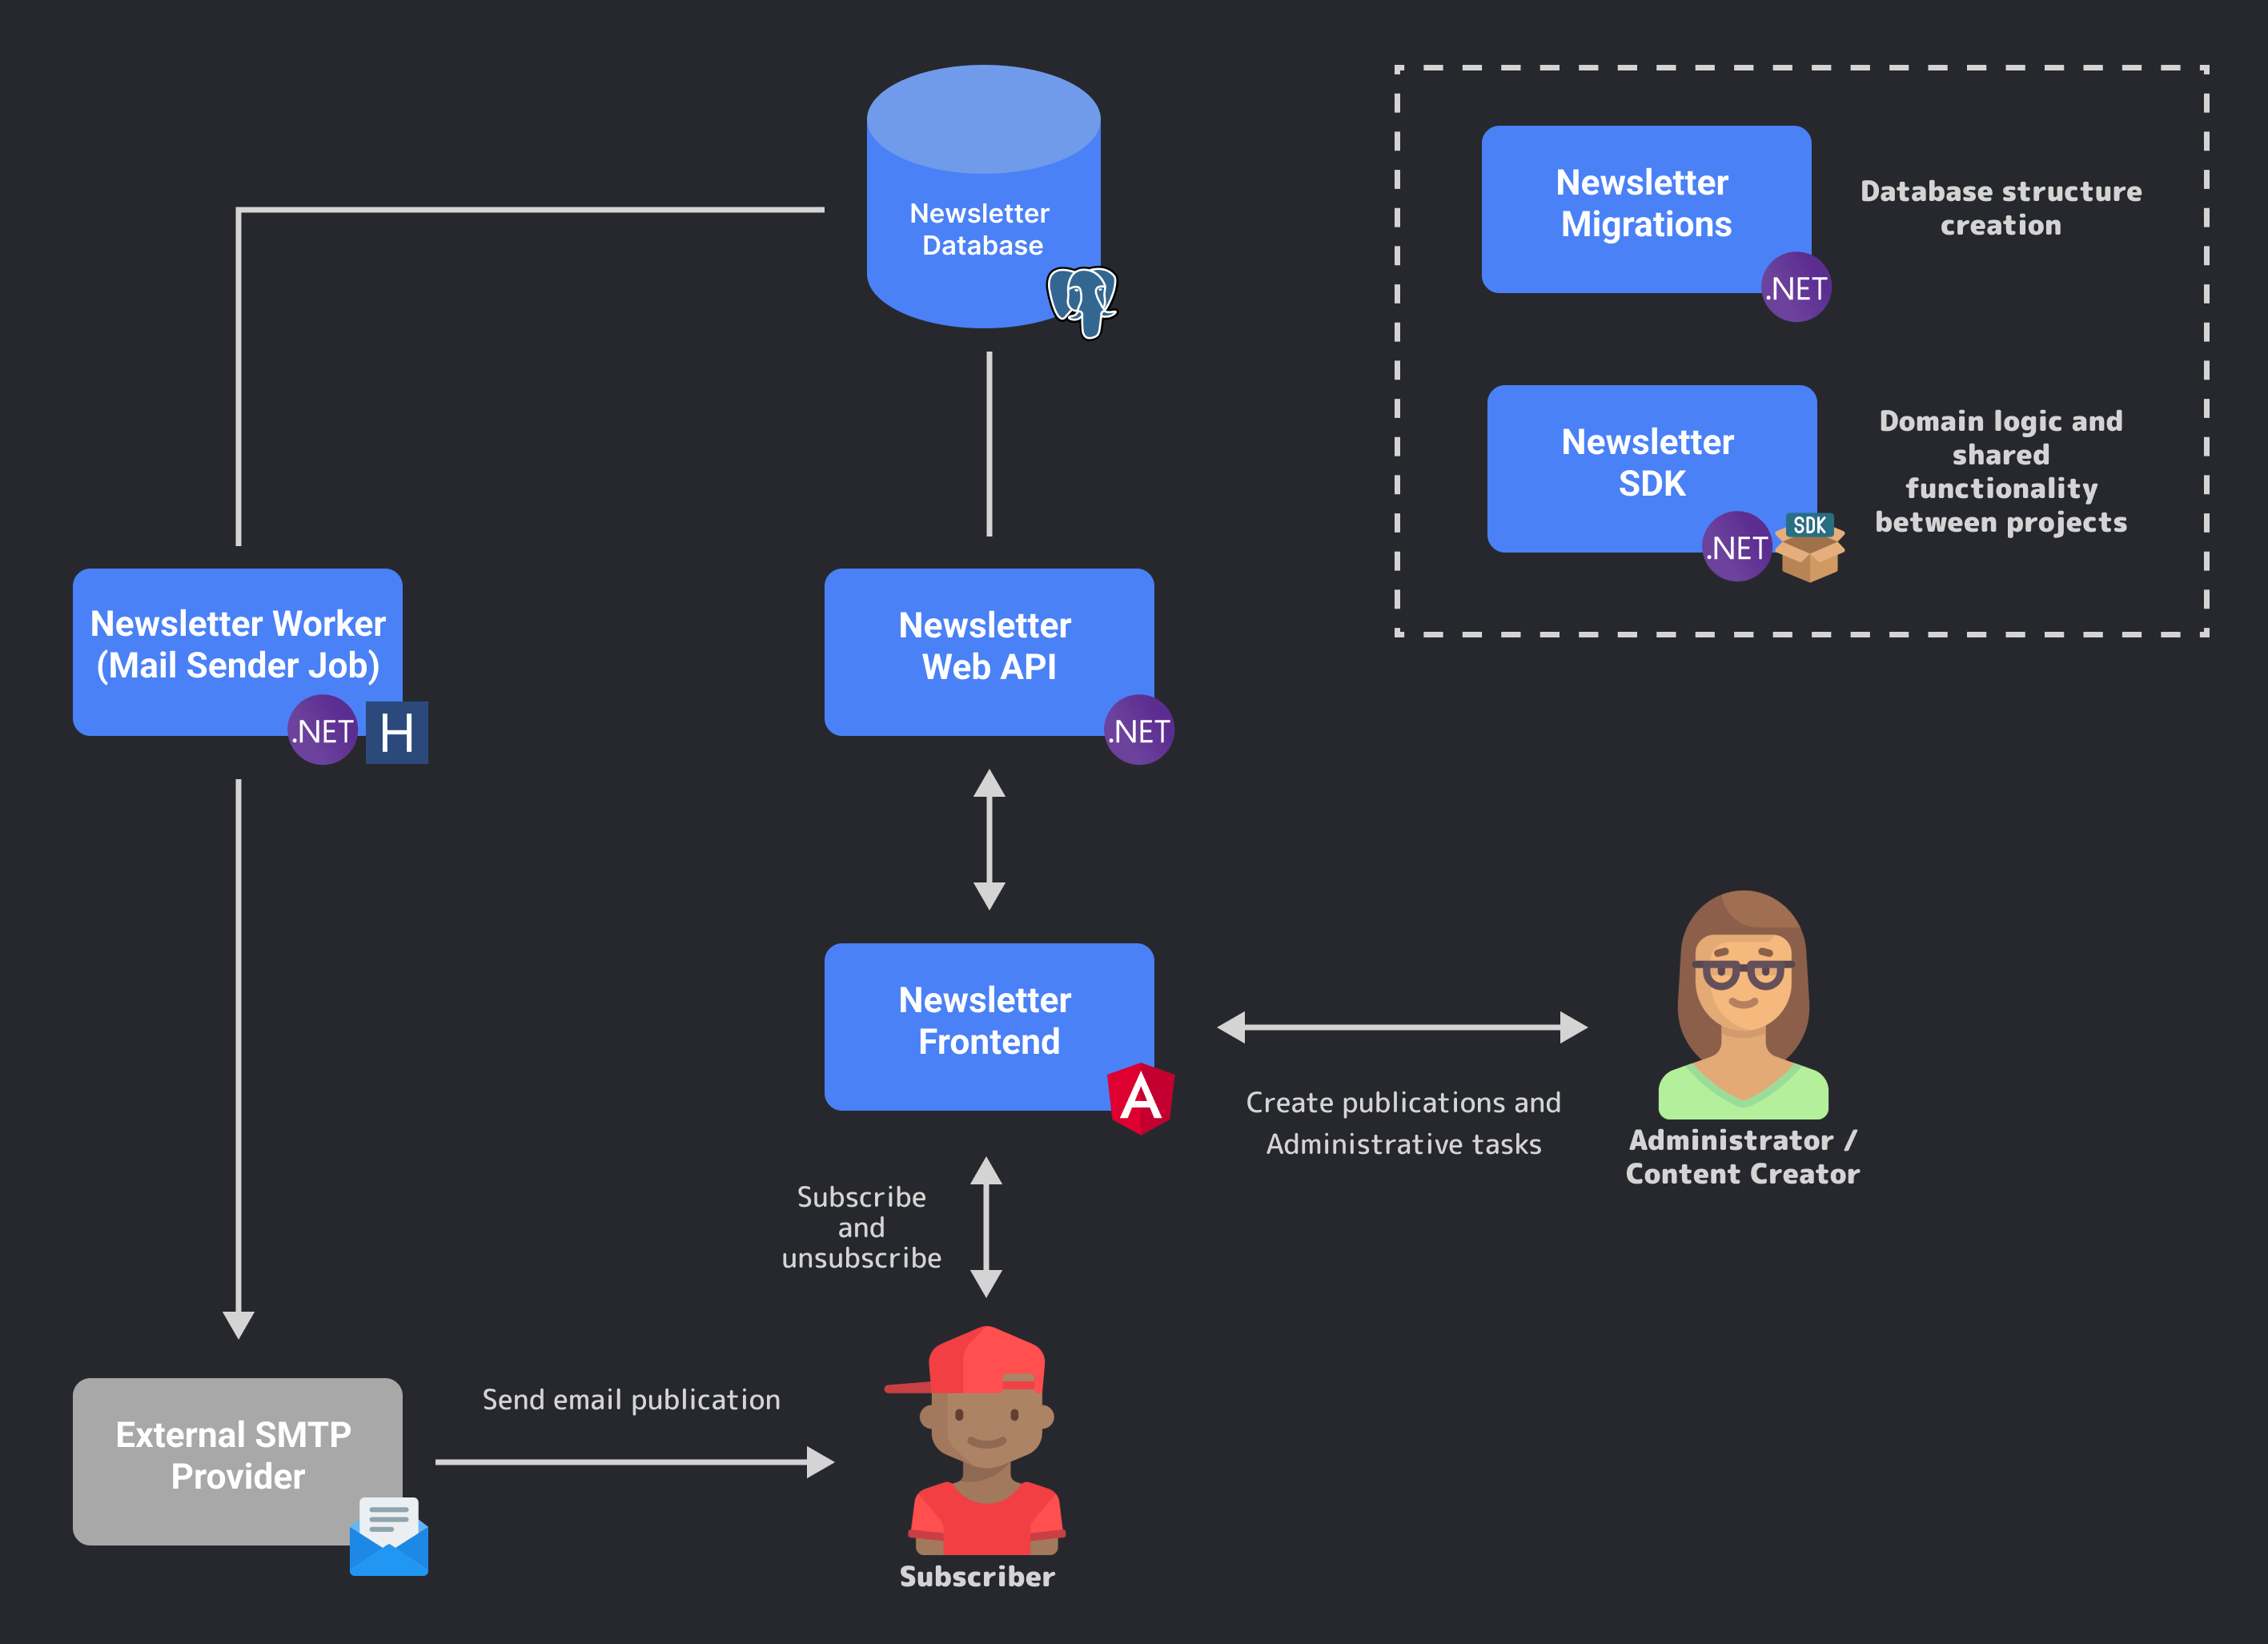 Newsletter
Database
Newsletter
Migrations
.NET
Database structure
creation
Newsletter
SDK
.NET
SDK
Domain logic and
shared
functionality
between projects
Newsletter Worker
(Mail Sender Job)
.NET
H
Newsletter
Web API
.NET
Newsletter
Frontend
A
Create publications and
Administrative tasks
Administrator /
Content Creator
Subscribe
and
unsubscribe
External SMTP
Provider
Send email publication
Subscriber